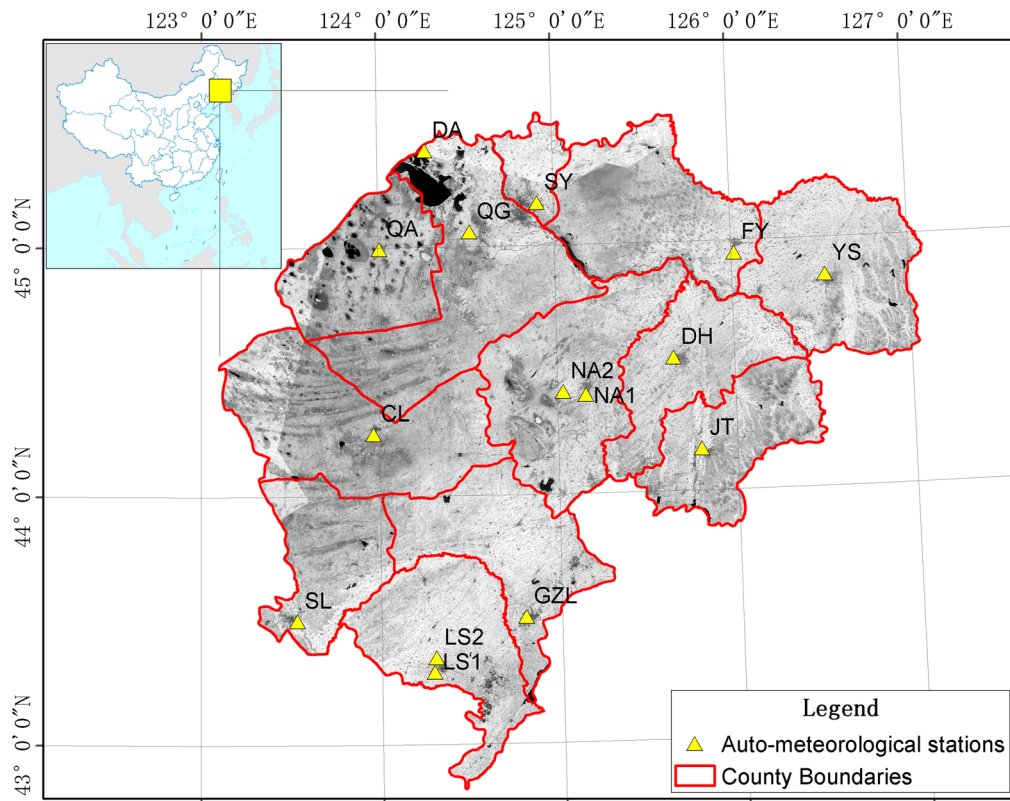 123° 0′ 0″E 124° 0′ 0″E 125° 0′ 0″E 126° 0′ 0″E 127° 0′ 0″E
DA
SY
QG
QA
FY
YS
45° 0′ 0″N
DH
NA2
NA1
CL
JT
44° 0′ 0″N
SL
GZL
LS2
LS1
43° 0′ 0″N
Legend
Auto-meteorological stations
County Boundaries